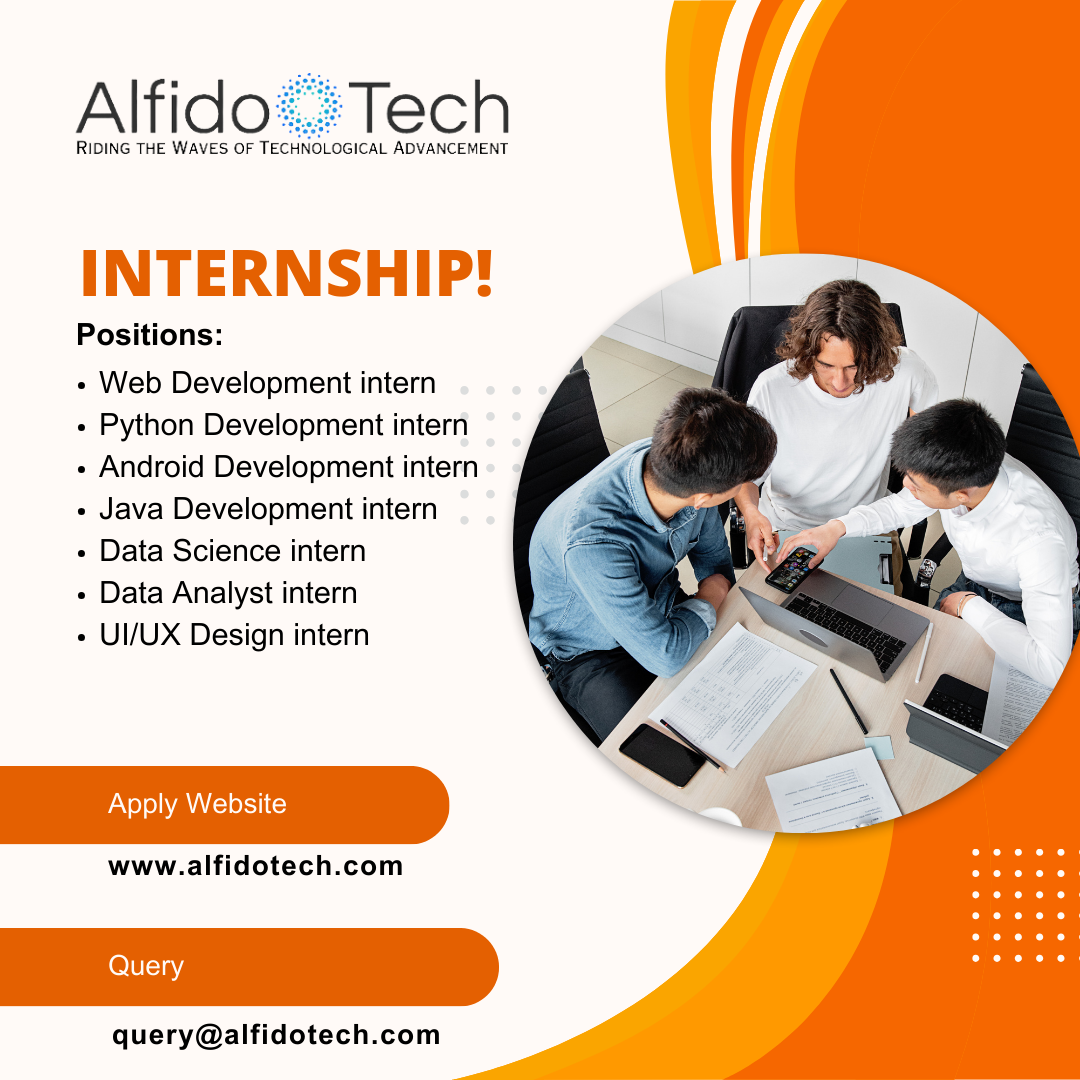 Alfido Tech
RIDING THE WAVES OF TECHNOLOGICAL ADVANCEMENT
INTERNSHIP!
Positions:
• Web Development intern
• Python Development intern
• Android Development intern
• Java Development intern
• Data Science intern
• Data Analyst intern
• UI/UX Design intern
Apply Website
www.alfidotech.com
Query
query@alfidotech.com